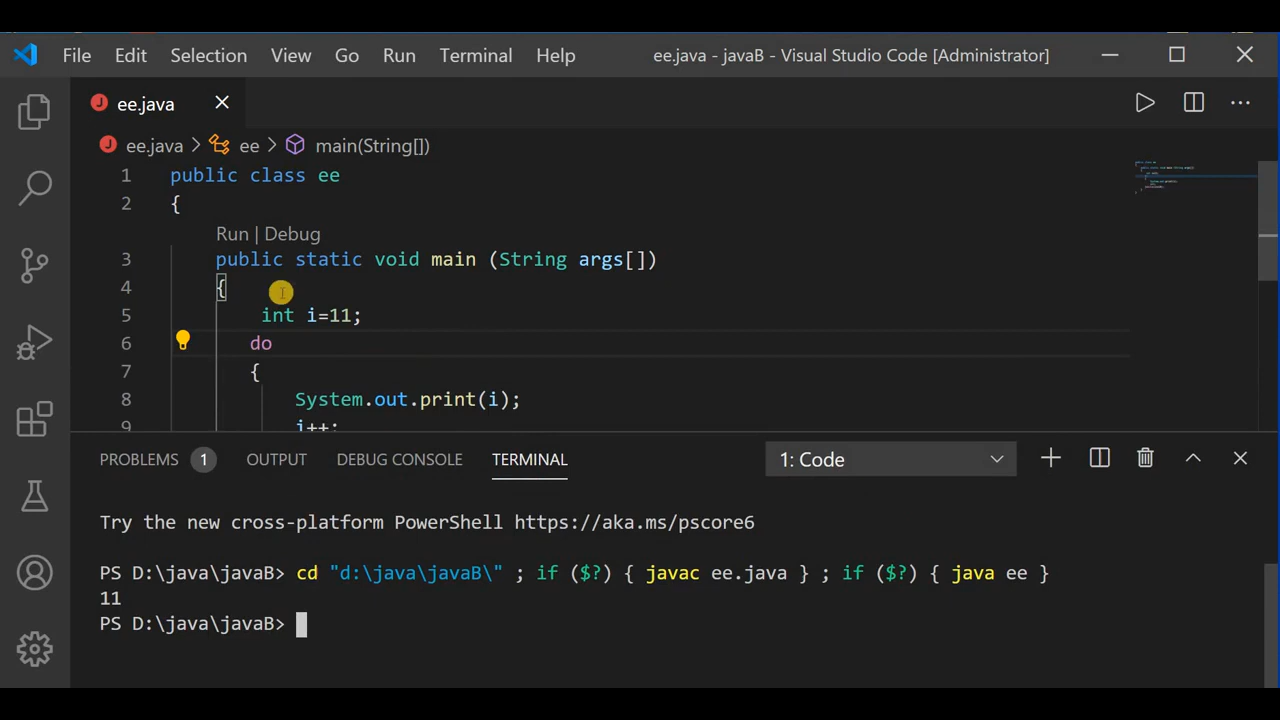 File Edit Selection View Go Run Terminal Help ee.java - javaB - Visual Studio Code [Administrator]
J ee.java
J ee.java > ee > main(String[])
1 public class ee
2 {
Run | Debug
3 public static void main (String args[])
4 {
5 int i=11;
6 do
7 {
8 System.out.print(i);
9 i++;
PROBLEMS 1 OUTPUT DEBUG CONSOLE TERMINAL 1: Code
Try the new cross-platform PowerShell https://aka.ms/pscore6
PS D:\java\javaB> cd "d:\java\javaB\" ; if ($?) { javac ee.java } ; if ($?) { java ee }
11
PS D:\java\javaB>